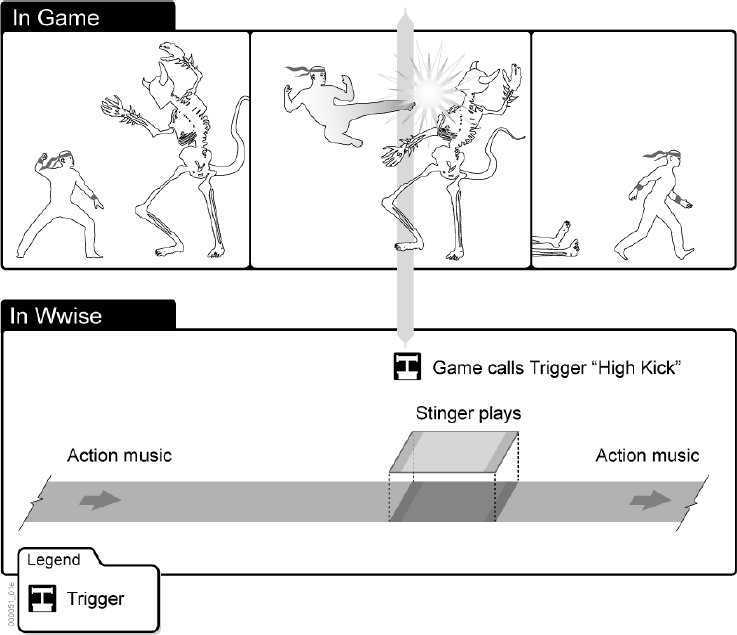 In Game
In Wwise
Game calls Trigger “High Kick”
Stinger plays
Action music
Action music
Legend
Trigger
000051_01e